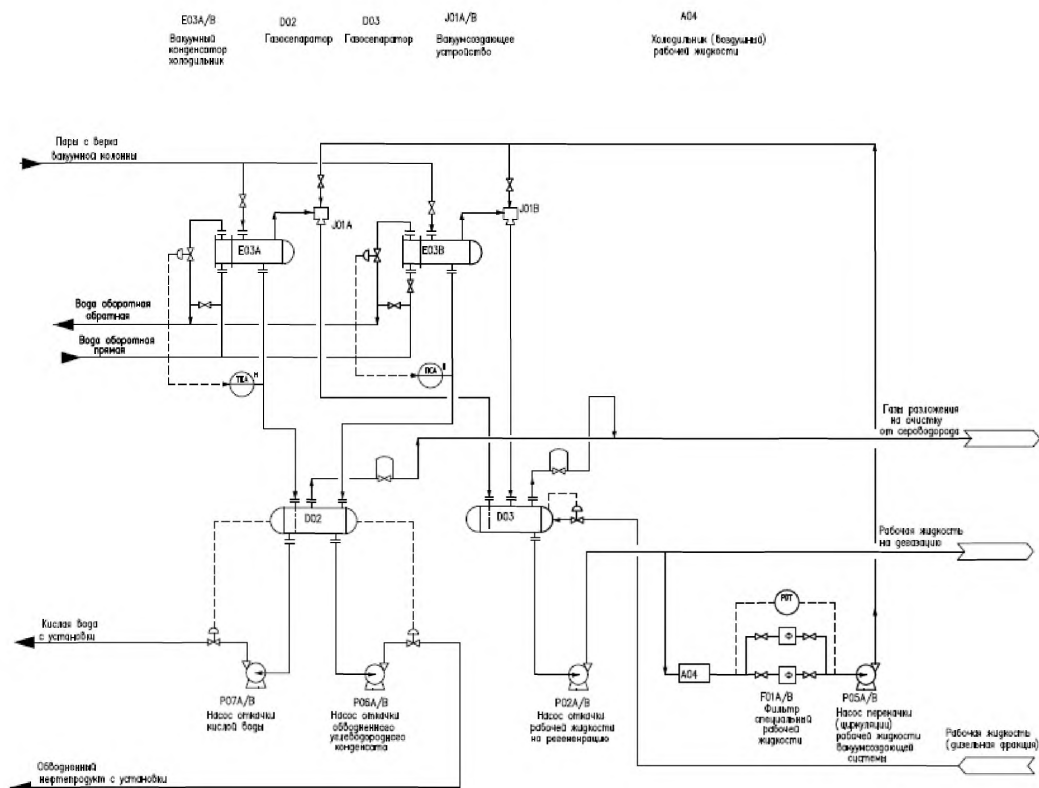 E03A/B
Вакуумный
конденсатор
холодильник
D02
Газосепаратор
D03
Газосепаратор
J01A/B
Вакуумсоздающее
устройство
A04
Холодильник (воздушный)
рабочей жидкости
Пары с верха
вакуумной колонны
J01A
J01B
E03A
E03B
Вода оборотная
обратная
Вода оборотная
прямая
H
Газы разложения
на очистку
от сероводорода
D02
D03
Рабочая жидкость
на дегазацию
PDT
Кислая вода
с установки
Ф
Ф
A04
P07A/B
Насос откачки
кислой воды
P06A/B
Насос откачки
обводненного
углеводородного
конденсата
P02A/B
Насос откачки
рабочей жидкости
на регенерацию
F01A/B
Фильтр
специальный
рабочей
жидкости
P05A/B
Насос перекачки
(циркуляции)
рабочей жидкости
вакуумсоздающей
системы
Рабочая жидкость
(дизельная фракция)
Обводненный
нефтепродукт с установки